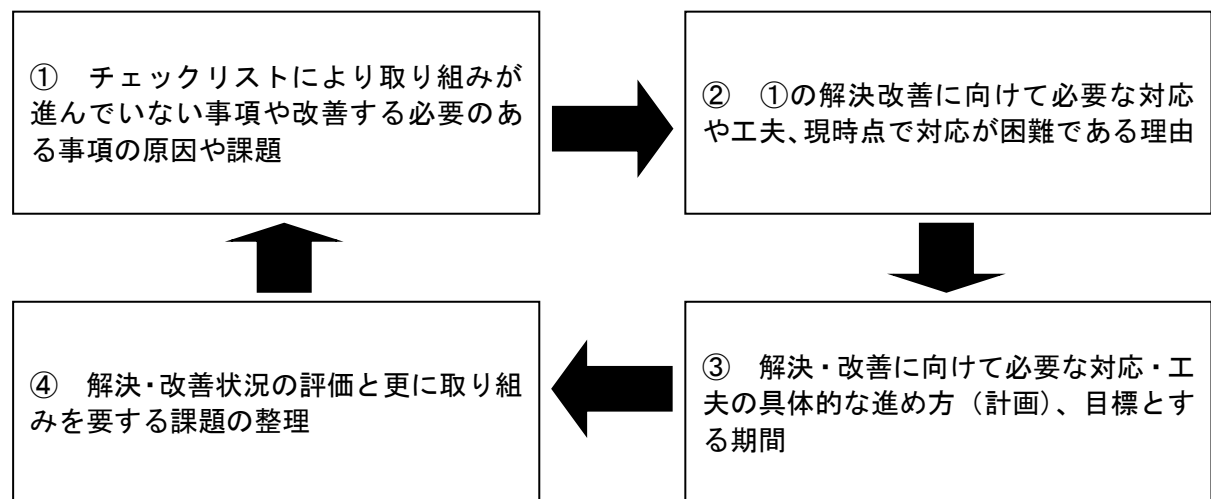 ① チェックリストにより取り組みが
進んでいない事項や改善する必要のあ
る事項の原因や課題
② ①の解決改善に向けて必要な対応
や工夫、現時点で対応が困難である理由
③ 解決・改善に向けて必要な対応・工
夫の具体的な進め方（計画）、目標とす
る期間
④ 解決・改善状況の評価と更に取り組
みを要する課題の整理